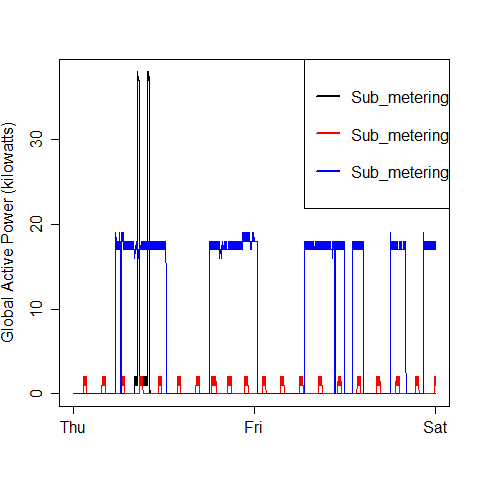 Global Active Power (kilowatts)
30
20
10
0
Sub_metering
Sub_metering
Sub_metering
Thu Fri Sat